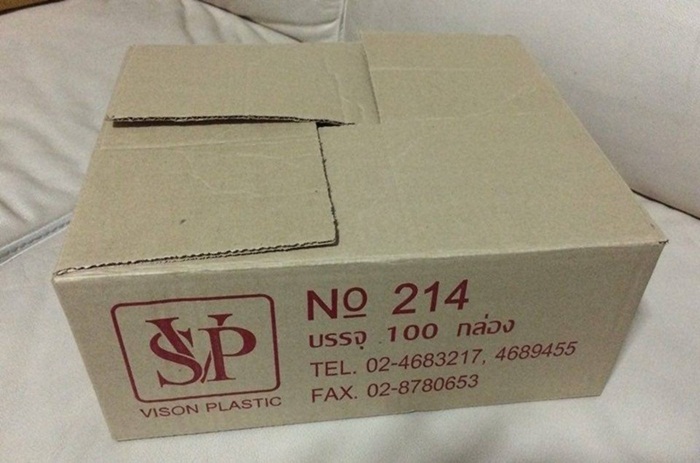 SVP
VISON PLASTIC
No 214
บรรจุ 100 กล่อง
TEL. 02-4683217, 4689455
FAX. 02-8780653